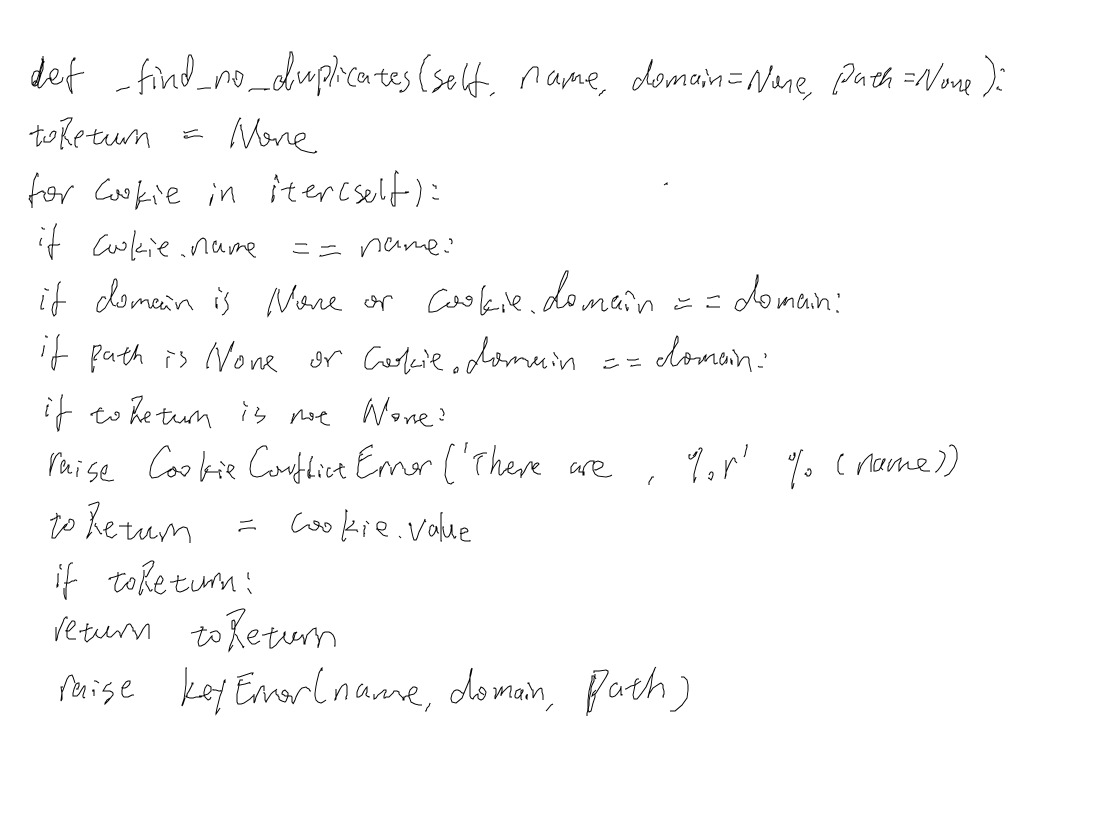 def _find_no_duplicates(self, name, domain=None, path=None):
toReturn = None
for cookie in iter(self):
if cookie.name == name:
if domain is None or cookie.domain == domain:
if path is None or cookie.domain == domain:
if toReturn is not None:
raise CookieConflictError('There are , %r' % (name))
toReturn = cookie.value
if toReturn:
return toReturn
raise keyError(name, domain, path)